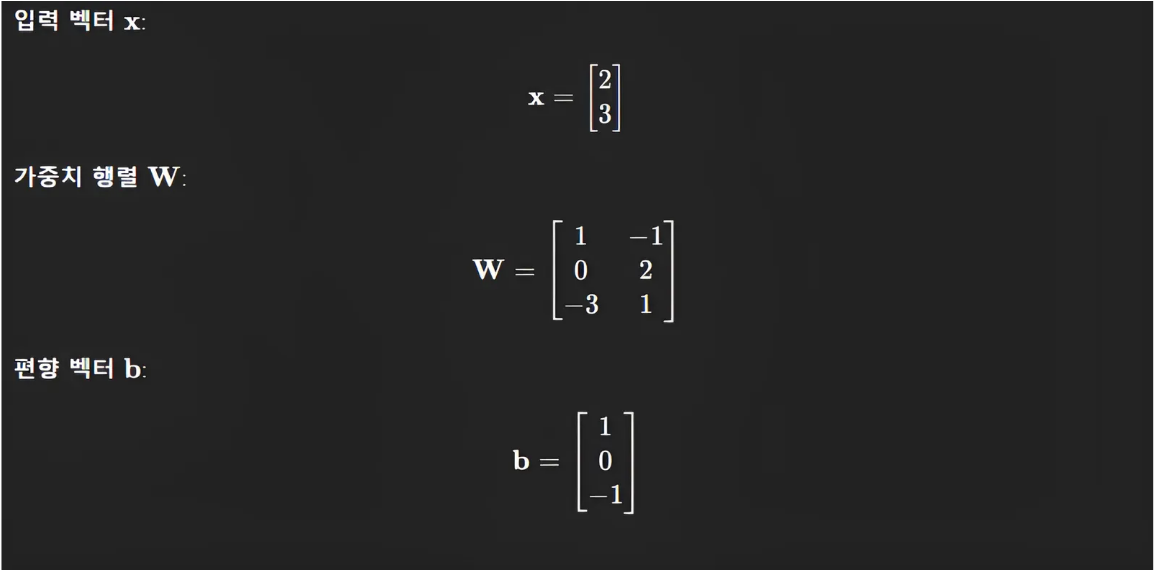 입력 벡터 x:
x = [2
3]
가중치 행렬 W:
W = [1 −1
0 2
−3 1]
편향 벡터 b:
b = [1
0
−1]